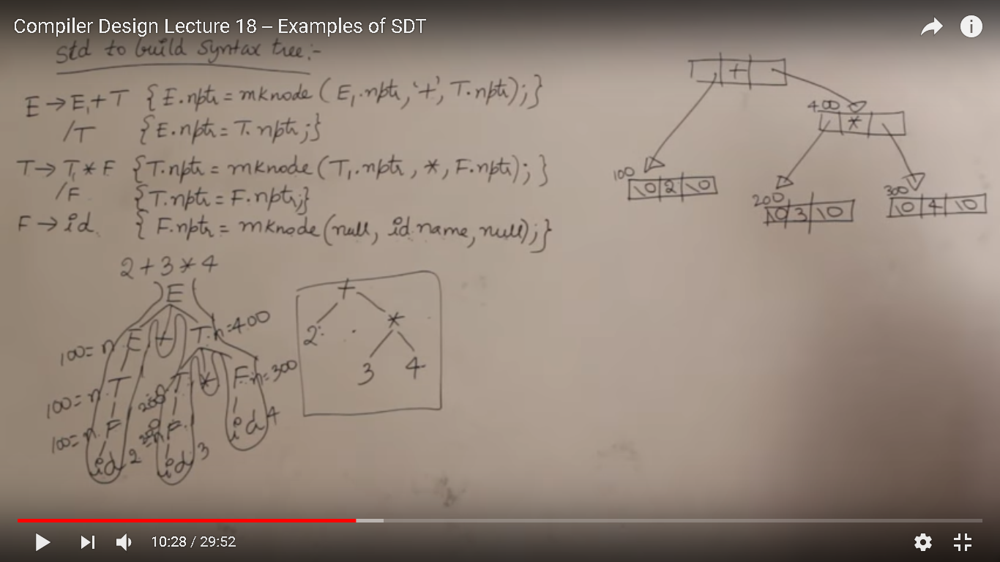 Compiler Design Lecture 18 – Examples of SDT
Std to build Syntax tree:-
E → E₁ + T {E.nptr = mknode (E₁.nptr, '+', T.nptr);}
/T {E.nptr = T.nptr;}
T → T₁ * F {T.nptr = mknode (T₁.nptr, *, F.nptr);}
/F {T.nptr = F.nptr;}
F → id. { F.nptr = mknode (null, id name, null);}
2 + 3 * 4
E
100 = n. E + T.n = 400
100 = n. T T * F.n = 300
200
100 = n. F F. id 4
id 2 id 3
+
2 *
3 4
+
400
*
100
\0 2 \0
200
\0 3 \0
300
\0 4 \0
10:28 / 29:52